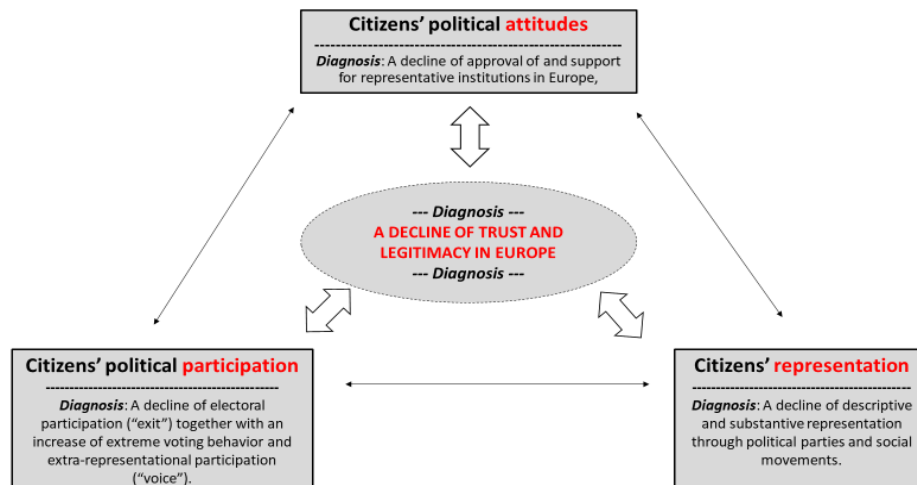 Citizens' political attitudes
------------------------------------------------------------
Diagnosis: A decline of approval of and support
for representative institutions in Europe,
--- Diagnosis ---
A DECLINE OF TRUST AND
LEGITIMACY IN EUROPE
--- Diagnosis ---
Citizens' political participation
---------------------------------------------
Diagnosis: A decline of electoral
participation (“exit”) together with an
increase of extreme voting behavior and
extra-representational participation
(“voice”).
Citizens' representation
------------------------------------------
Diagnosis: A decline of descriptive
and substantive representation
through political parties and social
movements.